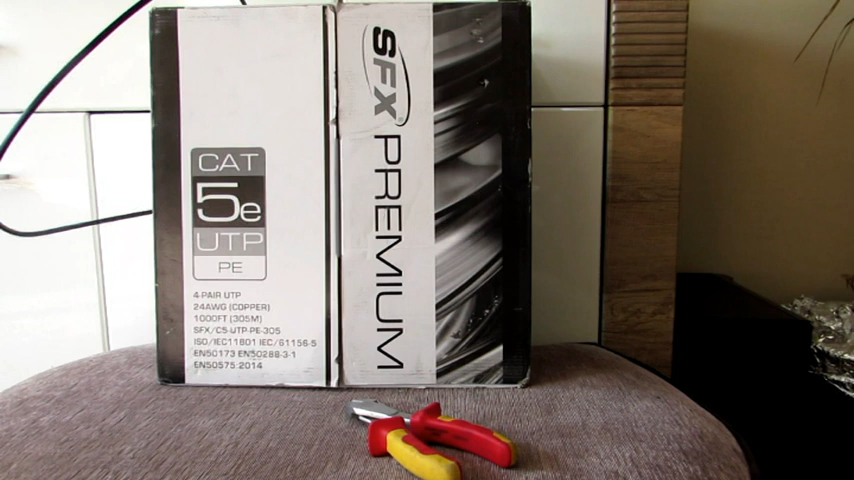 CAT
5e
UTP
PE
4-PAIR UTP
24AWG (COPPER)
1000FT (305M)
SFX/C5-UTP-PE-305
ISO/IEC11801 IEC/61156-5
EN50173 EN50288-3-1
EN50575:2014
SFX®
PREMIUM